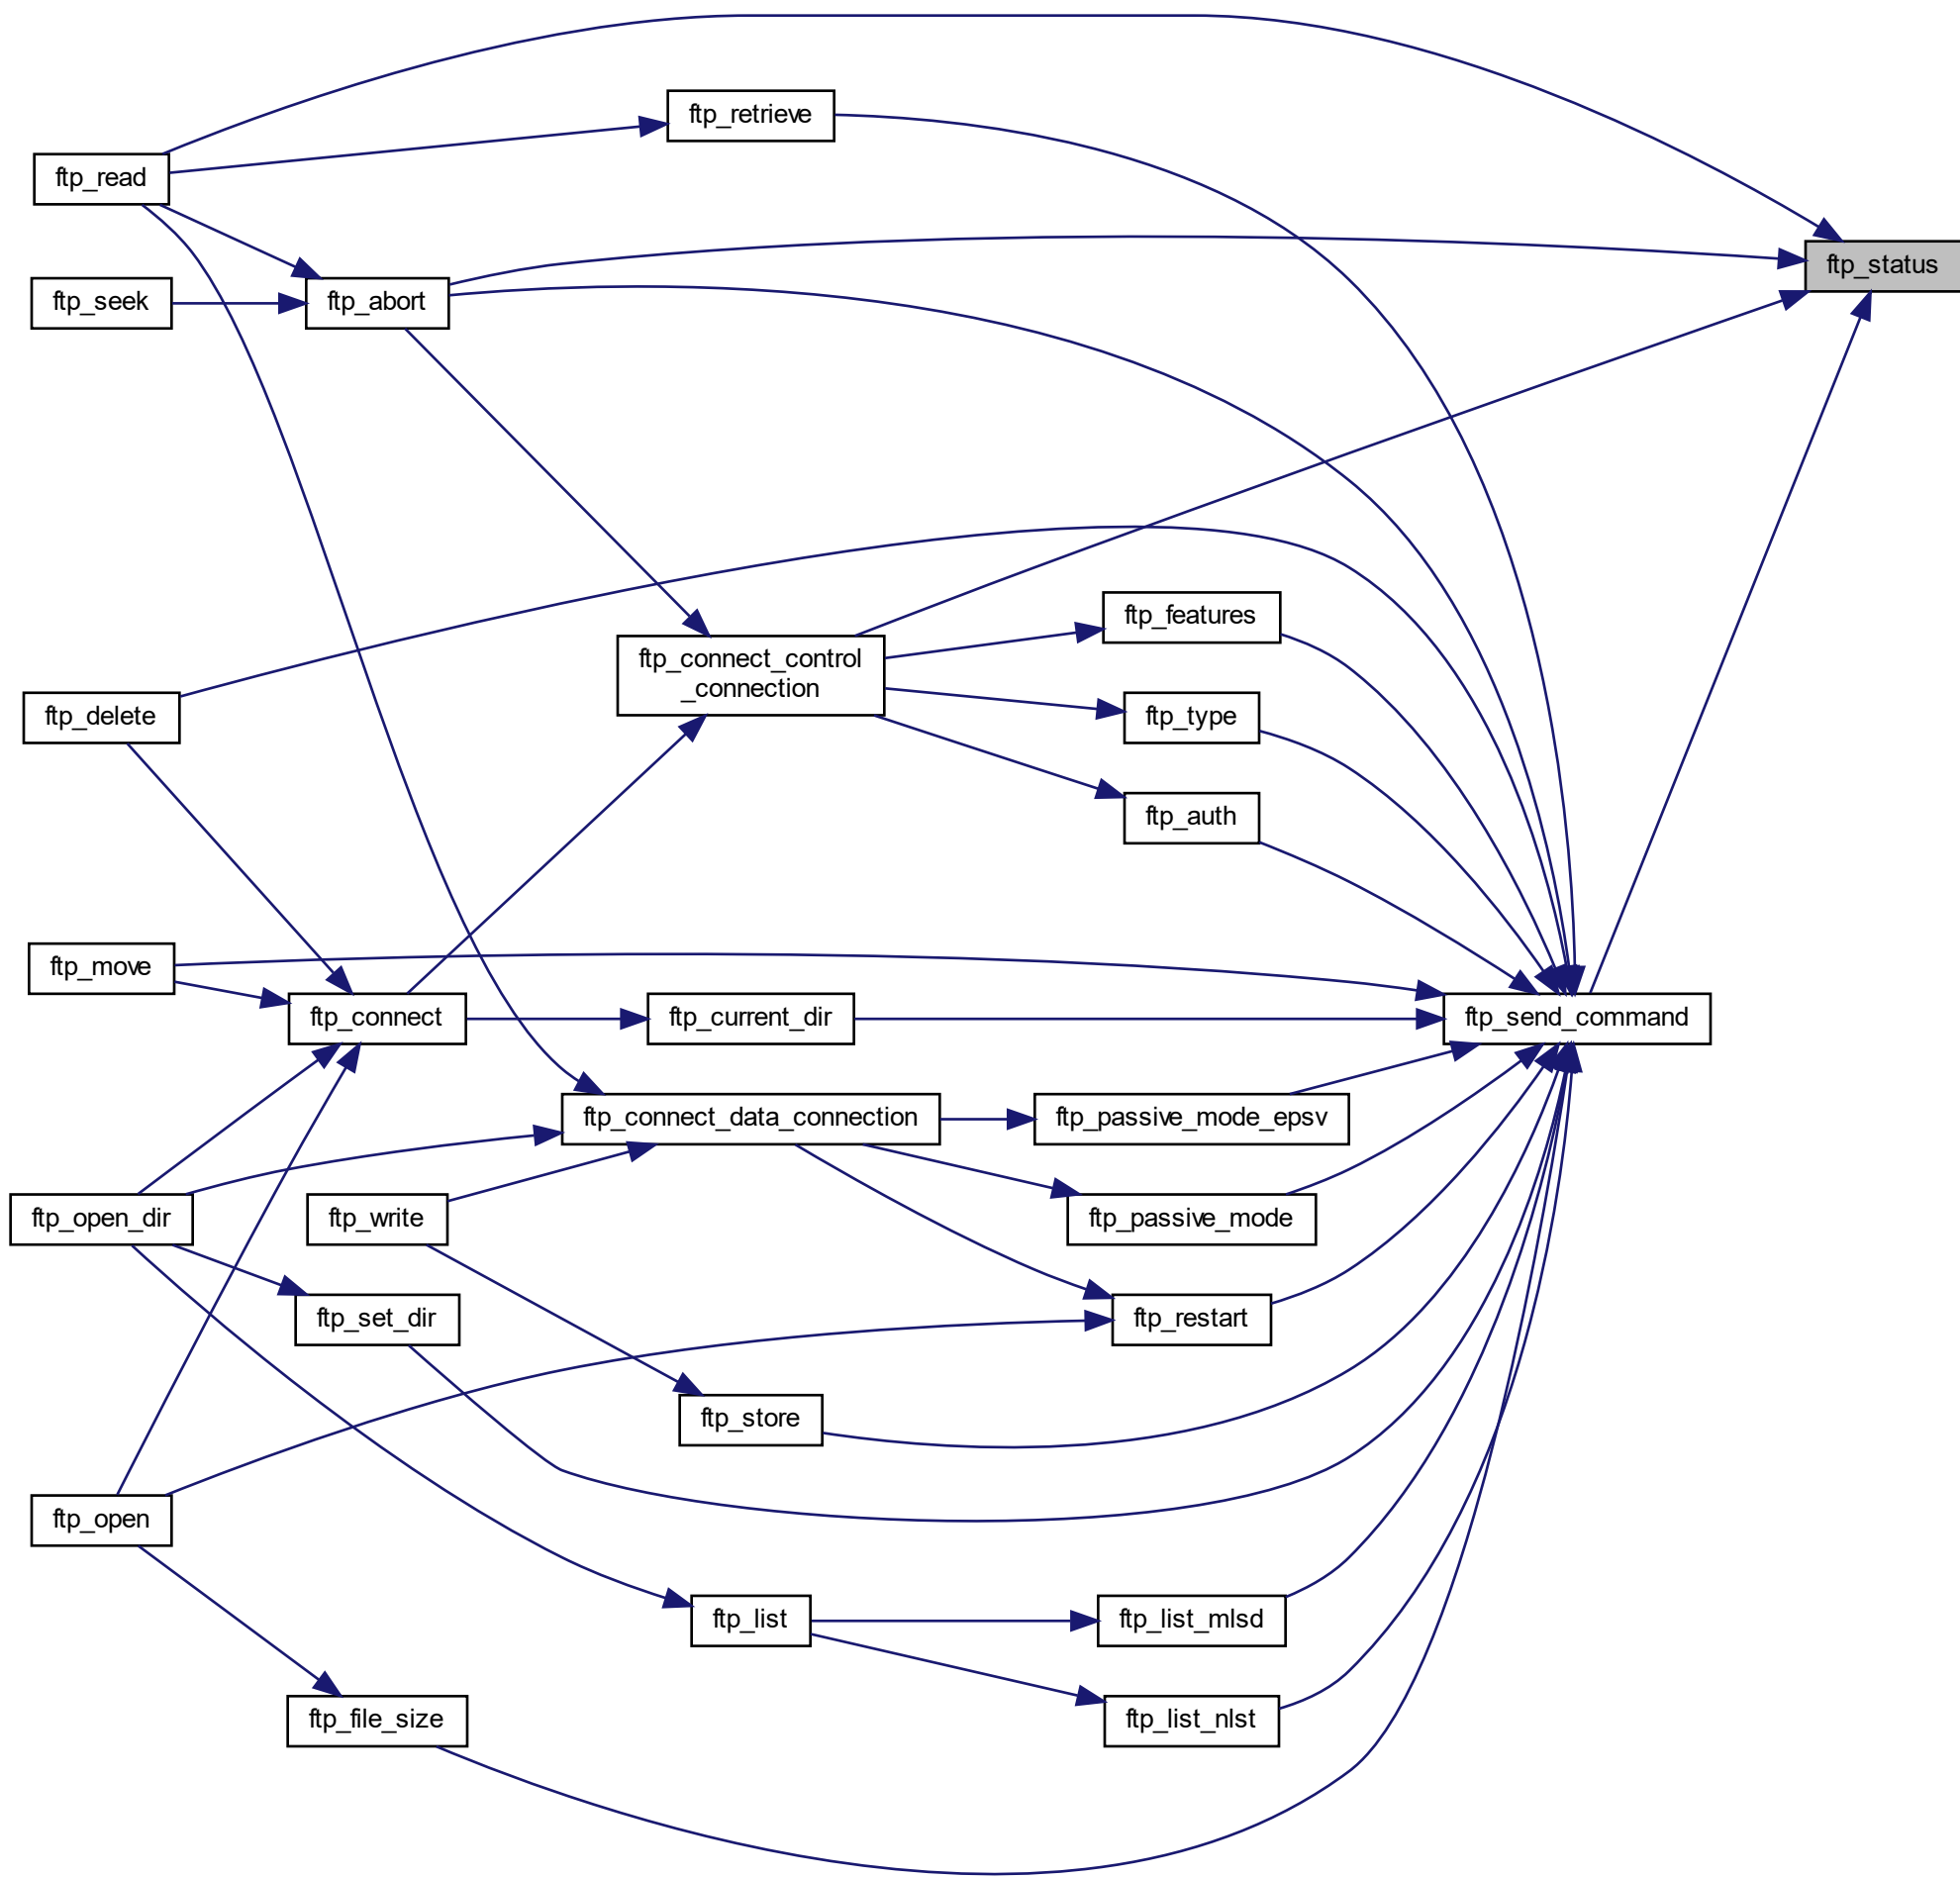 ftp_retrieve
ftp_read
ftp_status
ftp_seek
ftp_abort
ftp_features
ftp_connect_control
_connection
ftp_delete
ftp_type
ftp_auth
ftp_move
ftp_connect
ftp_current_dir
ftp_send_command
ftp_connect_data_connection
ftp_passive_mode_epsv
ftp_open_dir
ftp_write
ftp_passive_mode
ftp_set_dir
ftp_restart
ftp_store
ftp_open
ftp_list
ftp_list_mlsd
ftp_file_size
ftp_list_nlst